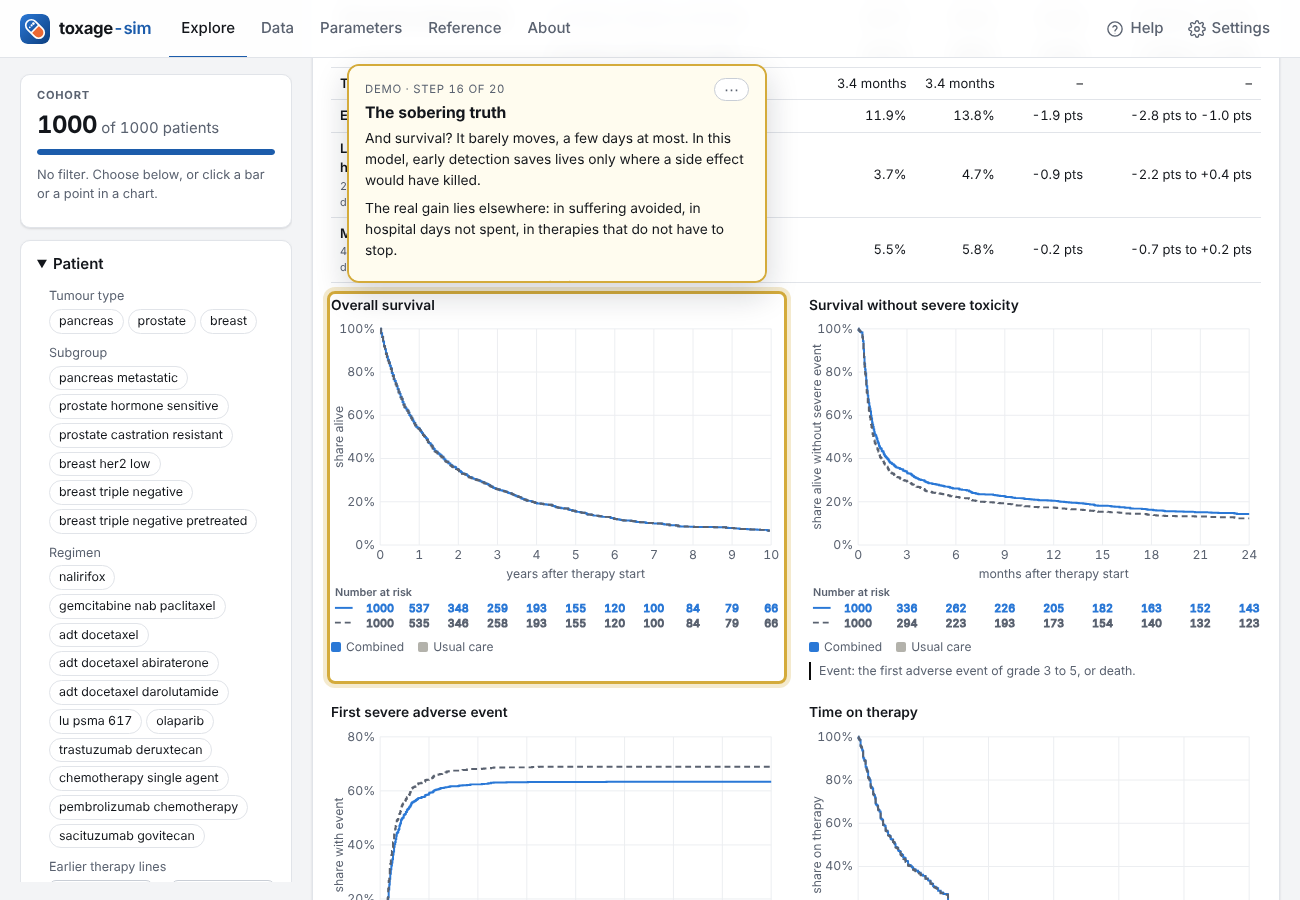 toxage-sim
Explore
Data
Parameters
Reference
About
Help
Settings
COHORT
1000 of 1000 patients
No filter. Choose below, or click a bar
or a point in a chart.
▼ Patient
Tumour type
pancreas
prostate
breast
Subgroup
pancreas metastatic
prostate hormone sensitive
prostate castration resistant
breast her2 low
breast triple negative
breast triple negative pretreated
Regimen
nalirifox
gemcitabine nab paclitaxel
adt docetaxel
adt docetaxel abiraterone
adt docetaxel darolutamide
lu psma 617
olaparib
trastuzumab deruxtecan
chemotherapy single agent
pembrolizumab chemotherapy
sacituzumab govitecan
Earlier therapy lines
DEMO · STEP 16 OF 20
The sobering truth
And survival? It barely moves, a few days at most. In this
model, early detection saves lives only where a side effect
would have killed.
The real gain lies elsewhere: in suffering avoided, in
hospital days not spent, in therapies that do not have to
stop.
3.4 months 3.4 months – –
11.9% 13.8% -1.9 pts -2.8 pts to -1.0 pts
3.7% 4.7% -0.9 pts -2.2 pts to +0.4 pts
5.5% 5.8% -0.2 pts -0.7 pts to +0.2 pts
Overall survival
100%
80%
60%
40%
20%
0%
share alive
0 1 2 3 4 5 6 7 8 9 10
years after therapy start
Number at risk
1000 537 348 259 193 155 120 100 84 79 66
1000 535 346 258 193 155 120 100 84 79 66
Combined
Usual care
Survival without severe toxicity
100%
80%
60%
40%
20%
0%
share alive without severe event
0 3 6 9 12 15 18 21 24
months after therapy start
Number at risk
1000 336 262 226 205 182 163 152 143
1000 294 223 193 173 154 140 132 123
Combined
Usual care
Event: the first adverse event of grade 3 to 5, or death.
First severe adverse event
80%
60%
40%
20%
share with event
Time on therapy
100%
80%
60%
40%
share on therapy